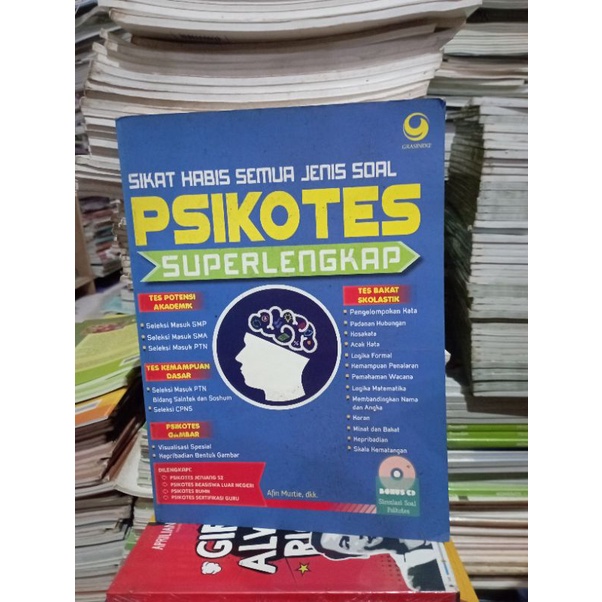 GRASINDO
SIKAT HABIS SEMUA JENIS SOAL
PSIKOTES
SUPERLENGKAP
TES POTENSI
AKADEMIK
Seleksi Masuk SMP
Seleksi Masuk SMA
Seleksi Masuk PTN
TES KEMAMPUAN
DASAR
Seleksi Masuk PTN
Bidang Saintek dan Soshum
Seleksi CPNS
PSIKOTES
GAMBAR
Visualisasi Spasial
Kepribadian Bentuk Gambar
TES BAKAT
SKOLASTIK
Pengelompokan Kata
Padanan Hubungan
Kosakata
Acak Kata
Logika Formal
Kemampuan Penalaran
Pemahaman Wacana
Logika Matematika
Membandingkan Nama
dan Angka
Koran
Minat dan Bakat
Kepribadian
Skala Kematangan
DILENGKAPI:
PSIKOTES JENJANG S2
PSIKOTES BEASISWA LUAR NEGERI
PSIKOTES BUMN
PSIKOTES SERTIFIKASI GURU
Afin Murtie, dkk.
BONUS CD
Simulasi Soal
Psikotes